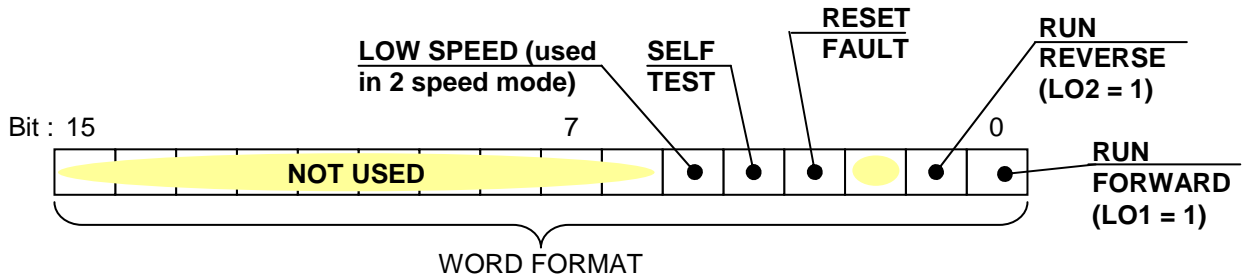 RESET
FAULT
LOW SPEED (used
in 2 speed mode)
SELF
TEST
RUN
REVERSE
(LO2 = 1)
Bit : 15
7
0
NOT USED
RUN
FORWARD
(LO1 = 1)
WORD FORMAT